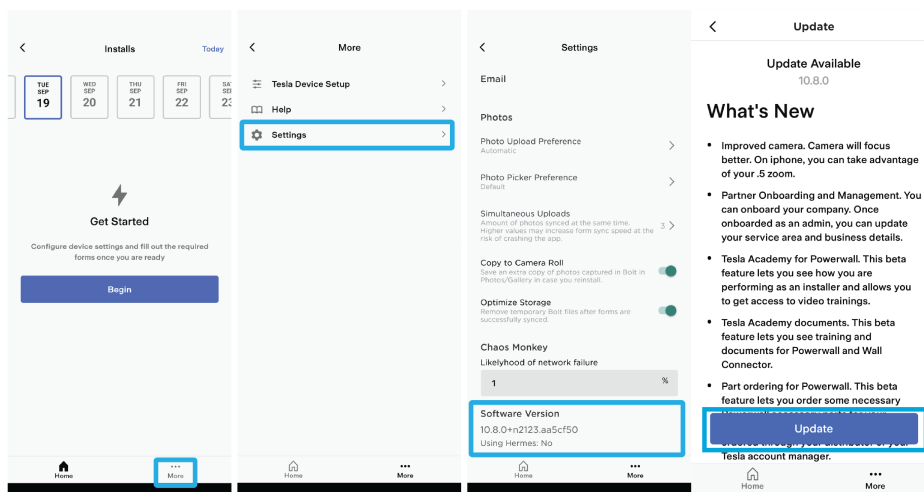 Installs
Today
TUE
SEP
19
WED
SEP
20
THU
SEP
21
FRI
SEP
22
SAT
SEP
23
Get Started
Configure device settings and fill out the required
forms once you are ready
Begin
Home
More
More
Tesla Device Setup
Help
Settings
Home
More
Settings
Email
Photos
Photo Upload Preference
Automatic
Photo Picker Preference
Default
Simultaneous Uploads
Amount of photos synced at the same time.
Higher values may increase form sync speed at the
risk of crashing the app.
3
Copy to Camera Roll
Save an extra copy of photos captured in Bolt in
Photos/Gallery in case you reinstall.
Optimize Storage
Remove temporary Bolt files after forms are
successfully synced.
Chaos Monkey
Likelyhood of network failure
1 %
Software Version
10.8.0+n2123.aa5cf50
Using Hermes: No
Home
More
Update
Update Available
10.8.0
What's New
• Improved camera. Camera will focus
better. On iphone, you can take advantage
of your .5 zoom.
• Partner Onboarding and Management. You
can onboard your company. Once
onboarded as an admin, you can update
your service area and business details.
• Tesla Academy for Powerwall. This beta
feature lets you see how you are
performing as an installer and allows you
to get access to video trainings.
• Tesla Academy documents. This beta
feature lets you see training and
documents for Powerwall and Wall
Connector.
• Part ordering for Powerwall. This beta
feature lets you order some necessary
Update
Tesla account manager.
Home
More